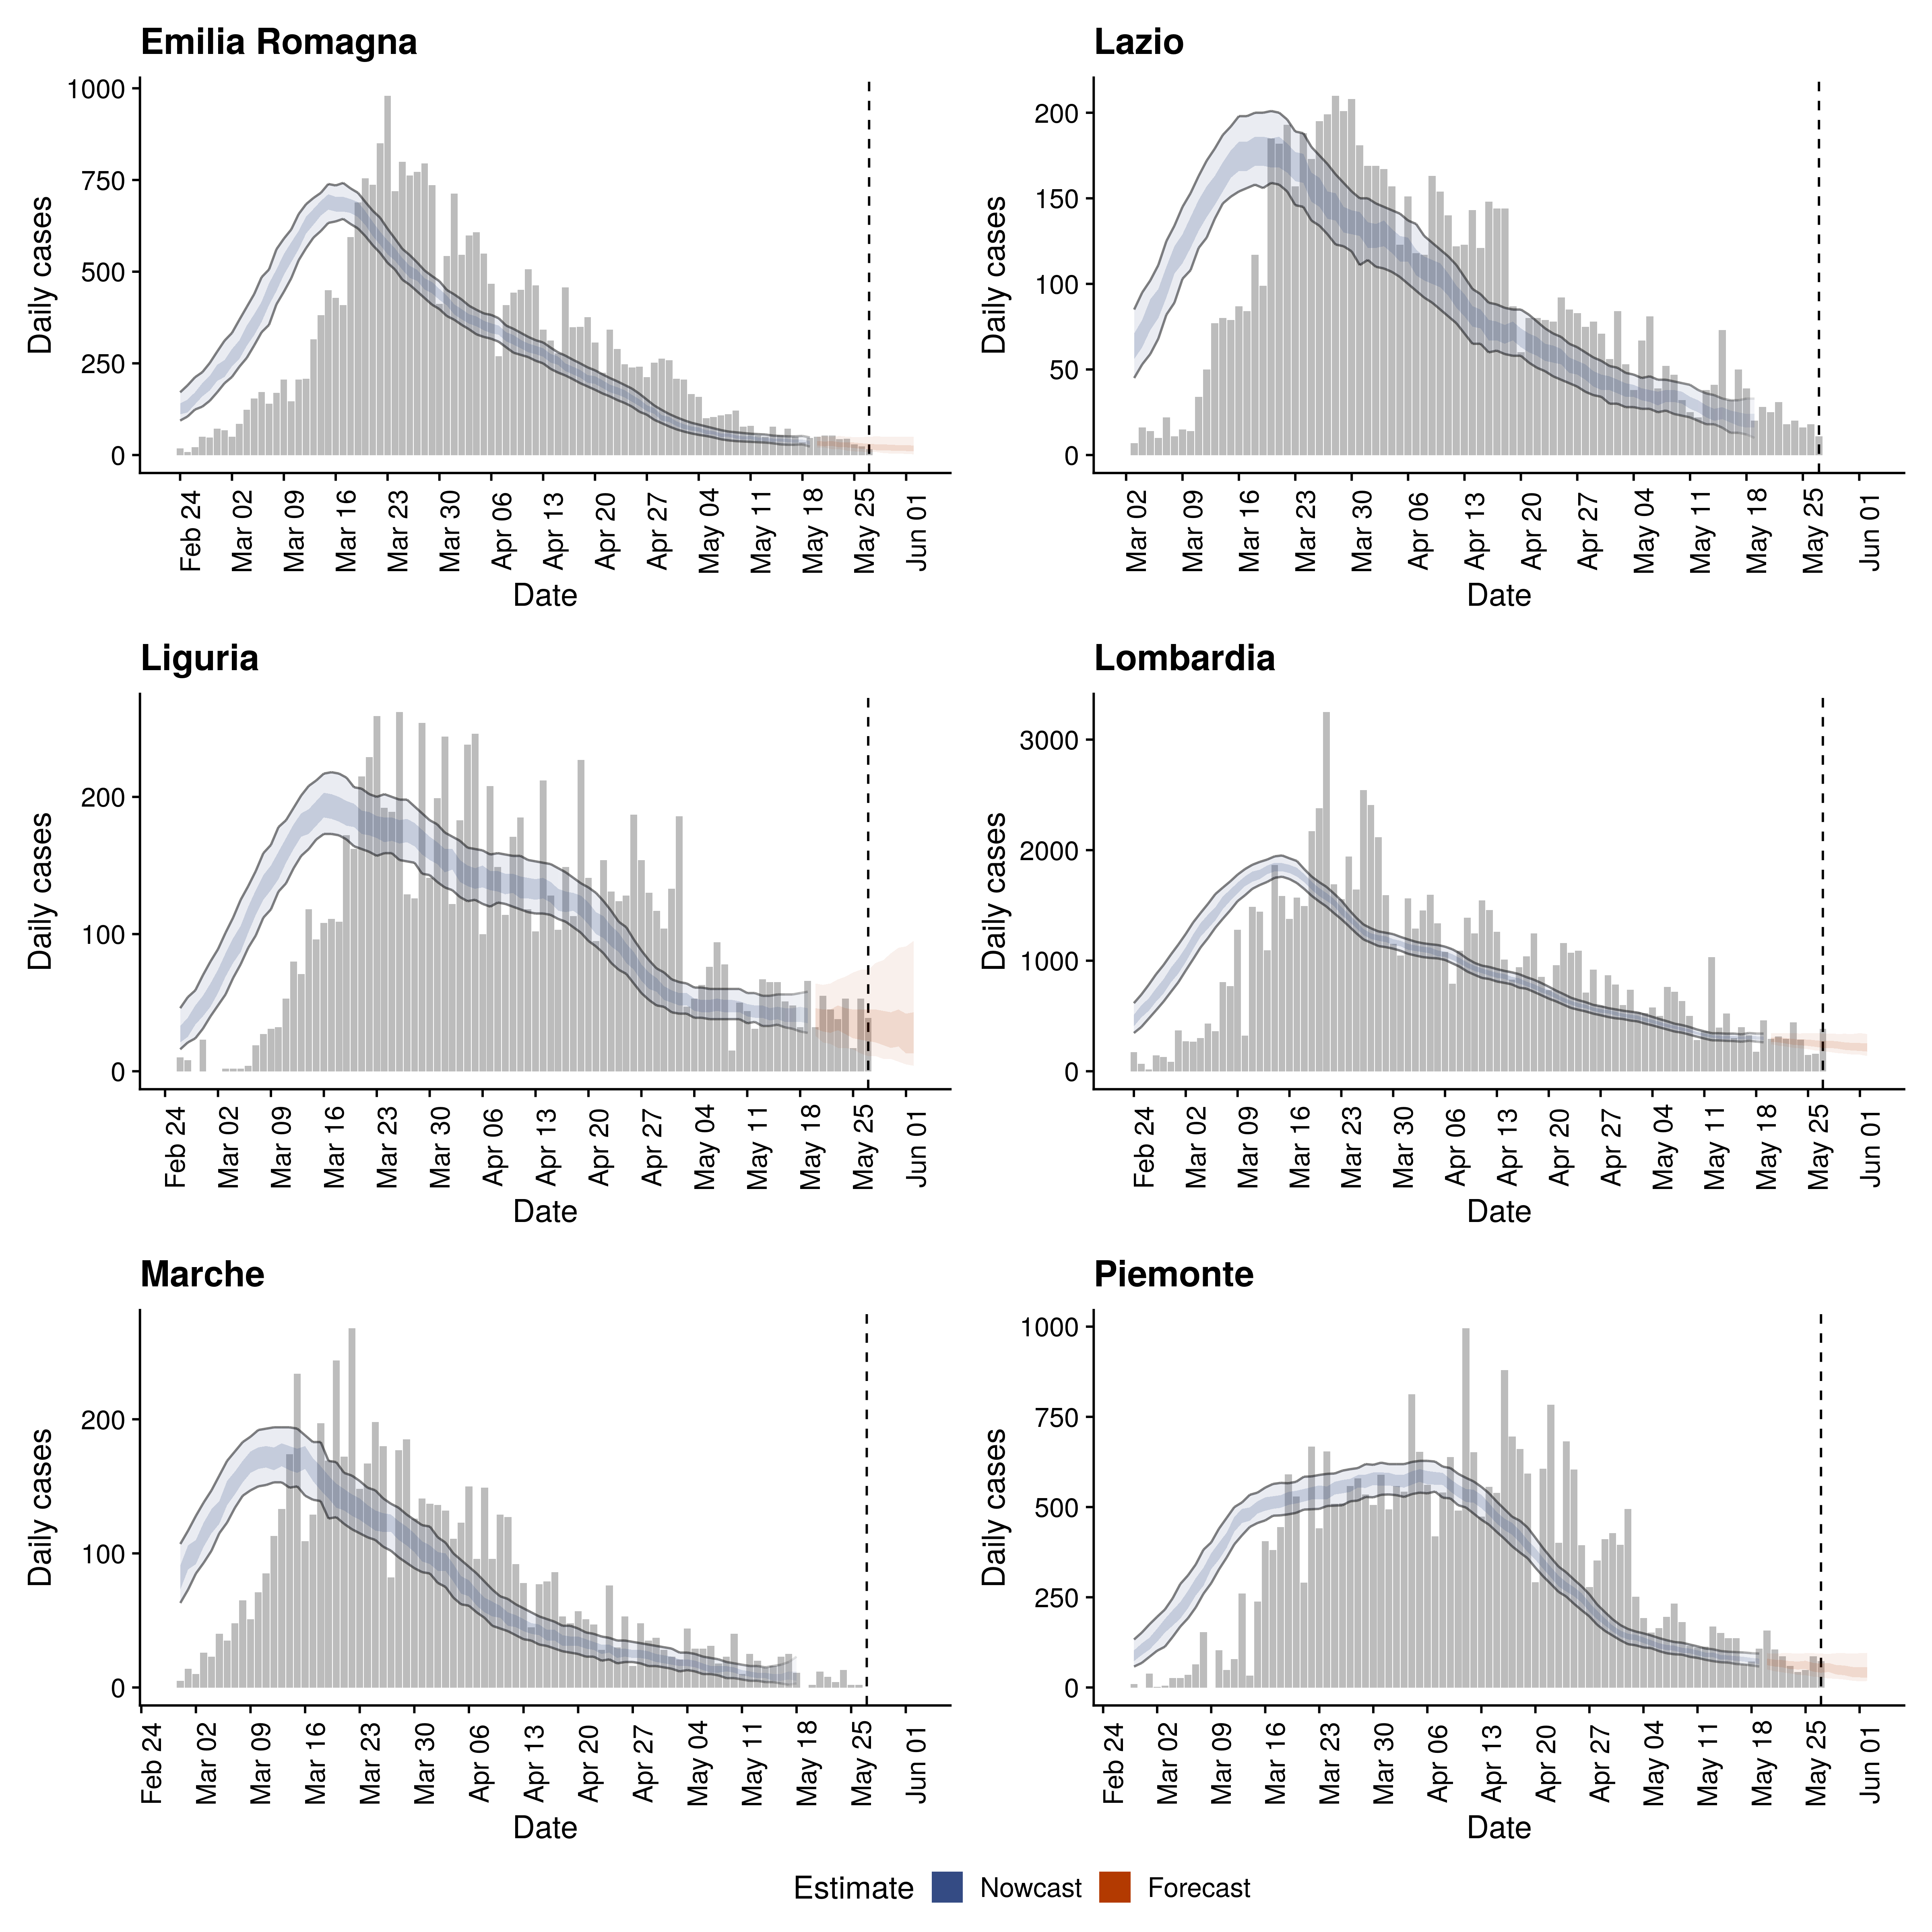 Emilia Romagna
Daily cases
1000
750
500
250
0
Feb 24
Mar 02
Mar 09
Mar 16
Mar 23
Mar 30
Apr 06
Apr 13
Apr 20
Apr 27
May 04
May 11
May 18
May 25
Jun 01
Date
Lazio
Daily cases
200
150
100
50
0
Mar 02
Mar 09
Mar 16
Mar 23
Mar 30
Apr 06
Apr 13
Apr 20
Apr 27
May 04
May 11
May 18
May 25
Jun 01
Date
Liguria
Daily cases
200
100
0
Feb 24
Mar 02
Mar 09
Mar 16
Mar 23
Mar 30
Apr 06
Apr 13
Apr 20
Apr 27
May 04
May 11
May 18
May 25
Jun 01
Date
Lombardia
Daily cases
3000
2000
1000
0
Feb 24
Mar 02
Mar 09
Mar 16
Mar 23
Mar 30
Apr 06
Apr 13
Apr 20
Apr 27
May 04
May 11
May 18
May 25
Jun 01
Date
Marche
Daily cases
200
100
0
Feb 24
Mar 02
Mar 09
Mar 16
Mar 23
Mar 30
Apr 06
Apr 13
Apr 20
Apr 27
May 04
May 11
May 18
May 25
Jun 01
Date
Piemonte
Daily cases
1000
750
500
250
0
Feb 24
Mar 02
Mar 09
Mar 16
Mar 23
Mar 30
Apr 06
Apr 13
Apr 20
Apr 27
May 04
May 11
May 18
May 25
Jun 01
Date
Estimate Nowcast Forecast